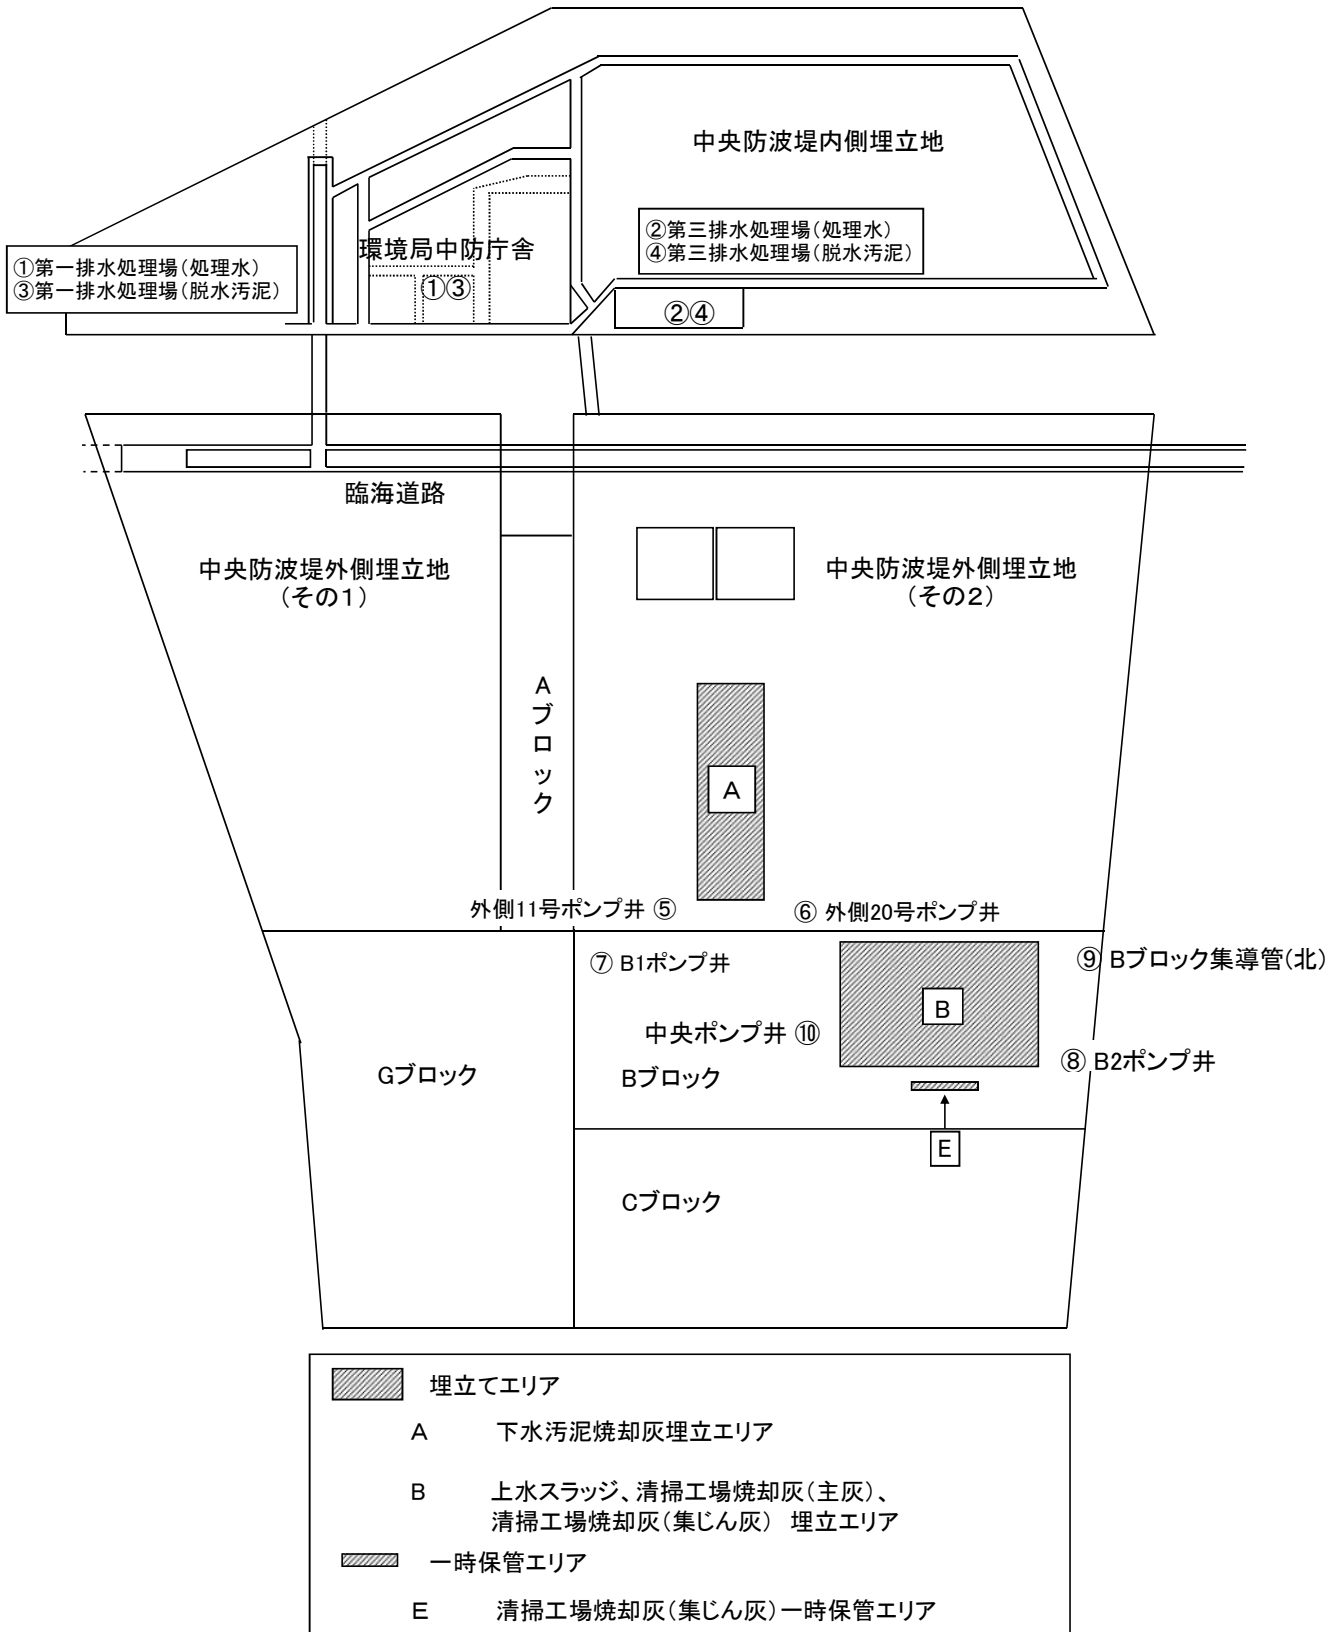 中央防波堤内側埋立地
②第三排水処理場(処理水)
④第三排水処理場(脱水汚泥)
環境局中防庁舎
①第一排水処理場(処理水)
③第一排水処理場(脱水汚泥)
①③
②④
臨海道路
中央防波堤外側埋立地
(その1)
中央防波堤外側埋立地
(その2)
Aブロック
A
外側11号ポンプ井 ⑤
⑥ 外側20号ポンプ井
⑦ B1ポンプ井
⑨ Bブロック集導管(北)
B
中央ポンプ井 ⑩
⑧ B2ポンプ井
Gブロック
Bブロック
E
Cブロック
埋立てエリア
A 下水汚泥焼却灰埋立エリア
B 上水スラッジ、清掃工場焼却灰(主灰)、
清掃工場焼却灰(集じん灰) 埋立エリア
一時保管エリア
E 清掃工場焼却灰(集じん灰)一時保管エリア